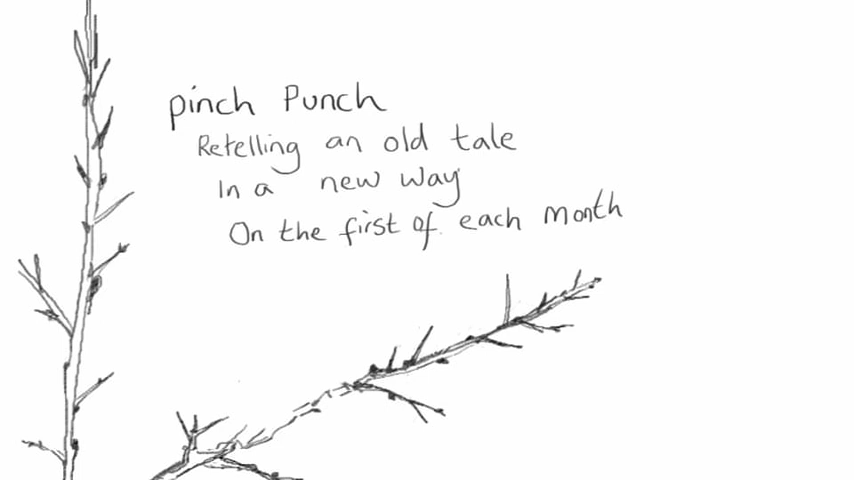 pinch Punch
Retelling an old tale
In a new way
On the first of each month